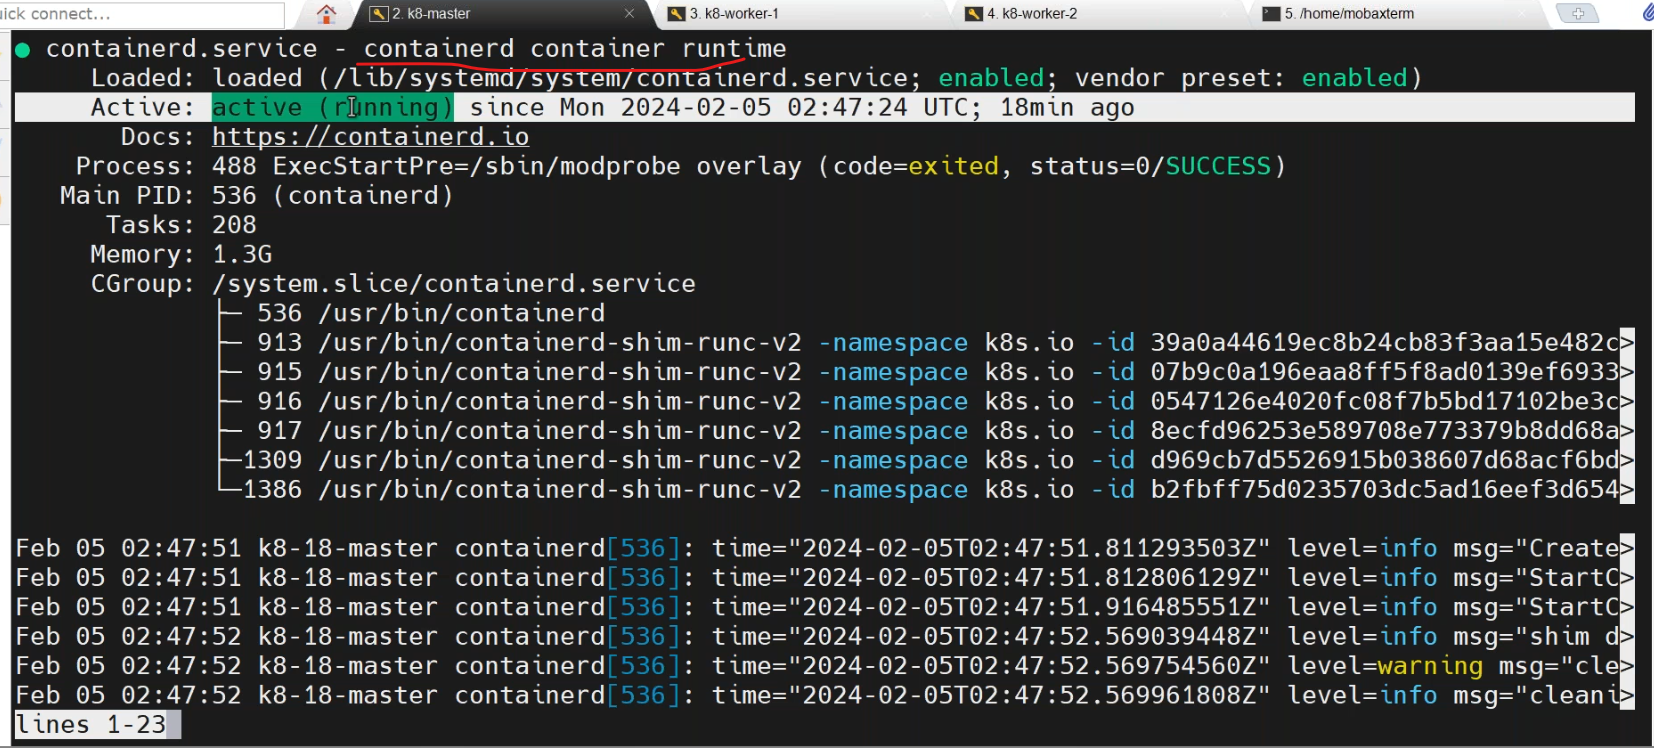 uick connect...
2. k8-master
3. k8-worker-1
4. k8-worker-2
5. /home/mobaxterm
● containerd.service - containerd container runtime
Loaded: loaded (/lib/systemd/system/containerd.service; enabled; vendor preset: enabled)
Active: active (running) since Mon 2024-02-05 02:47:24 UTC; 18min ago
Docs: https://containerd.io
Process: 488 ExecStartPre=/sbin/modprobe overlay (code=exited, status=0/SUCCESS)
Main PID: 536 (containerd)
Tasks: 208
Memory: 1.3G
CGroup: /system.slice/containerd.service
├─ 536 /usr/bin/containerd
├─ 913 /usr/bin/containerd-shim-runc-v2 -namespace k8s.io -id 39a0a44619ec8b24cb83f3aa15e482c>
├─ 915 /usr/bin/containerd-shim-runc-v2 -namespace k8s.io -id 07b9c0a196eaa8ff5f8ad0139ef6933>
├─ 916 /usr/bin/containerd-shim-runc-v2 -namespace k8s.io -id 0547126e4020fc08f7b5bd17102be3c>
├─ 917 /usr/bin/containerd-shim-runc-v2 -namespace k8s.io -id 8ecfd96253e589708e773379b8dd68a>
├─1309 /usr/bin/containerd-shim-runc-v2 -namespace k8s.io -id d969cb7d5526915b038607d68acf6bd>
└─1386 /usr/bin/containerd-shim-runc-v2 -namespace k8s.io -id b2fbff75d0235703dc5ad16eef3d654>
Feb 05 02:47:51 k8-18-master containerd[536]: time="2024-02-05T02:47:51.811293503Z" level=info msg="Create>
Feb 05 02:47:51 k8-18-master containerd[536]: time="2024-02-05T02:47:51.812806129Z" level=info msg="StartC>
Feb 05 02:47:51 k8-18-master containerd[536]: time="2024-02-05T02:47:51.916485551Z" level=info msg="StartC>
Feb 05 02:47:52 k8-18-master containerd[536]: time="2024-02-05T02:47:52.569039448Z" level=info msg="shim d>
Feb 05 02:47:52 k8-18-master containerd[536]: time="2024-02-05T02:47:52.569754560Z" level=warning msg="cle>
Feb 05 02:47:52 k8-18-master containerd[536]: time="2024-02-05T02:47:52.569961808Z" level=info msg="cleani>
lines 1-23